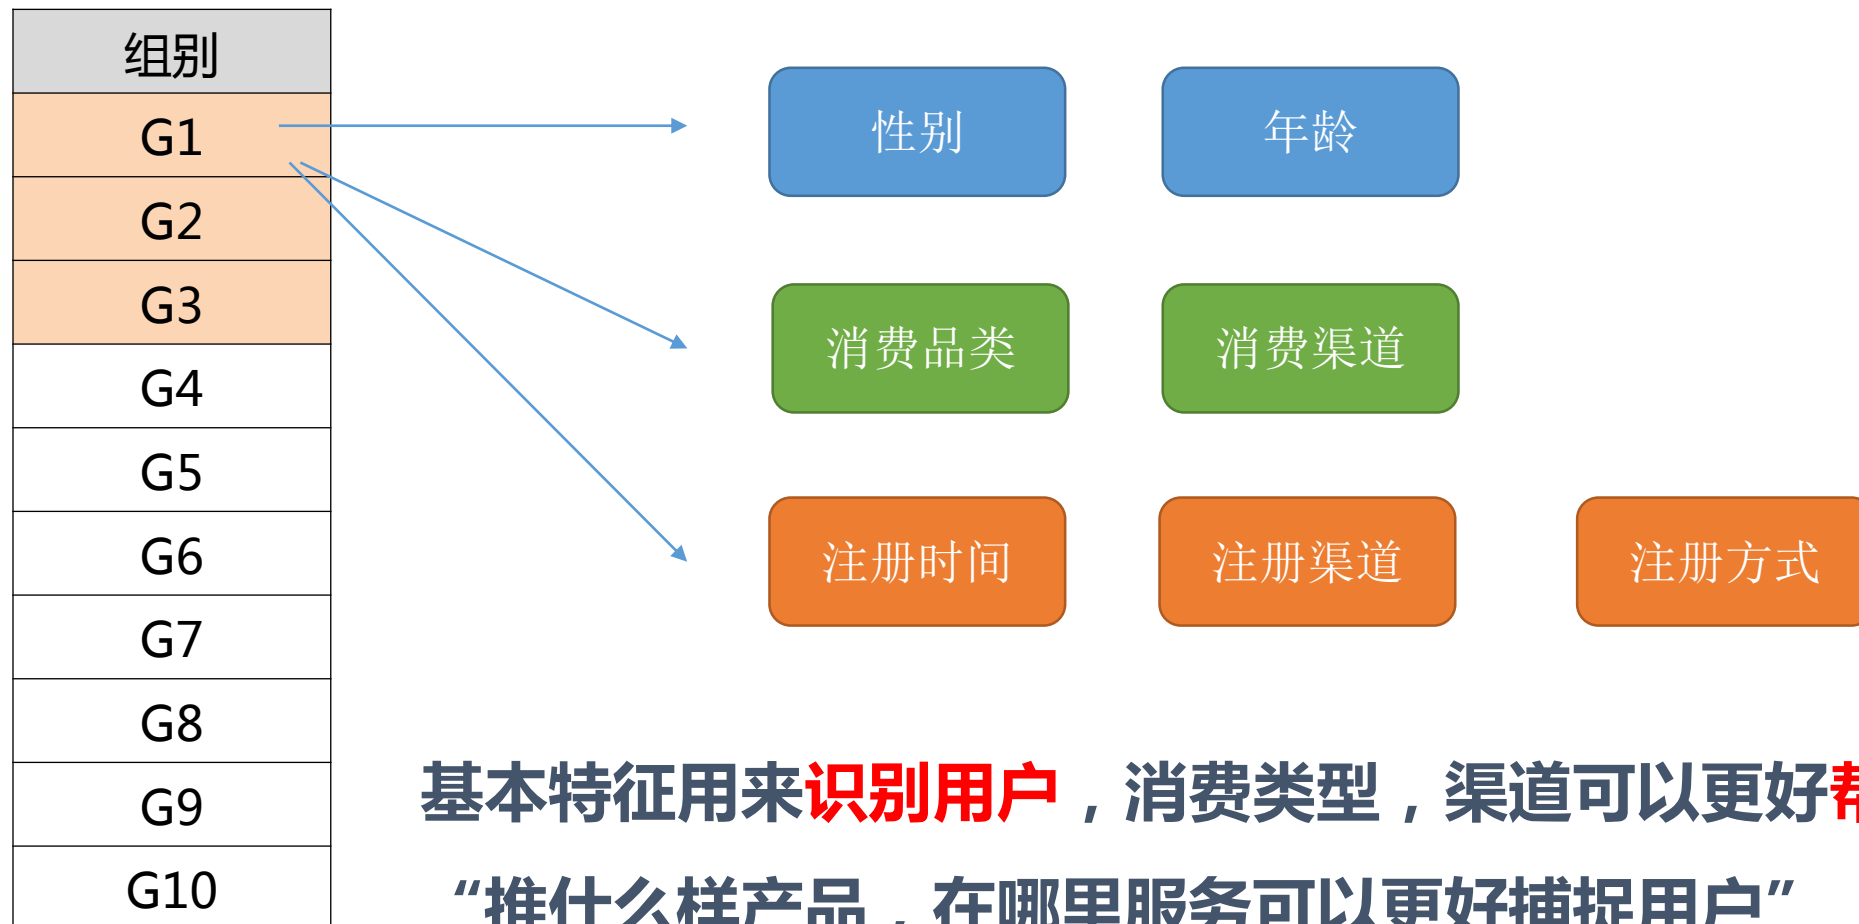 组别
G1
G2
G3
G4
G5
G6
G7
G8
G9
G10
性别
年龄
消费品类
消费渠道
注册时间
注册渠道
注册方式
基本特征用来识别用户，消费类型，渠道可以更好
“推什么样产品，在哪里服务可以更好捕捉用户”